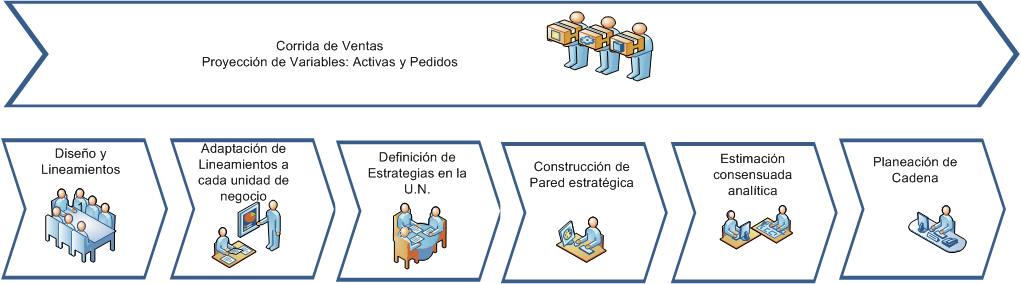 Corrida de Ventas
Proyección de Variables: Activas y Pedidos
Diseño y
Lineamientos
Adaptación de
Lineamientos a
cada unidad de
negocio
Definición de
Estrategias en la
U.N.
Construcción de
Pared estratégica
Estimación
consensuada
analítica
Planeación de
Cadena